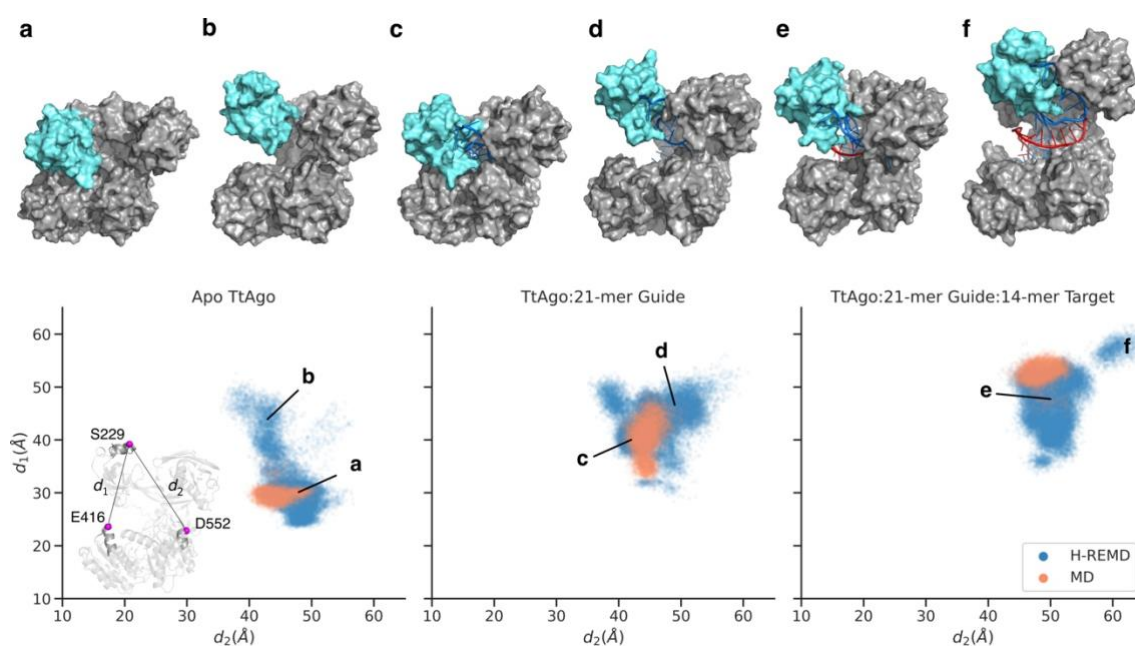 a b c d e f
Apo TtAgo
TtAgo:21-mer Guide
TtAgo:21-mer Guide:14-mer Target
60
50
40
30
20
10
d₁(Å)
b
a
S229
d₁
d₂
E416
D552
10 20 30 40 50 60
d₂(Å)
d
c
10 20 30 40 50 60
d₂(Å)
f
e
H-REMD
MD
10 20 30 40 50 60
d₂(Å)